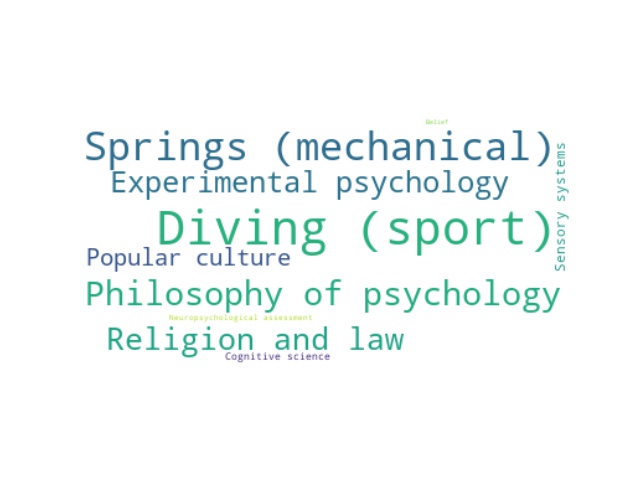 Belief
Springs (mechanical)
Experimental psychology
Sensory systems
Diving (sport)
Popular culture
Philosophy of psychology
Neuropsychological assessment
Religion and law
Cognitive science